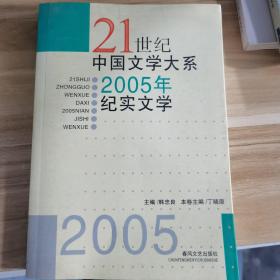 21世纪
中国文学大系
2005年
纪实文学
21SHIJI
ZHONGGUO
WENXUE
DAXI
2005NIAN
JISHI
WENXUE
主编/韩忠良 本卷主编/丁晓原
春风文艺出版社
2005